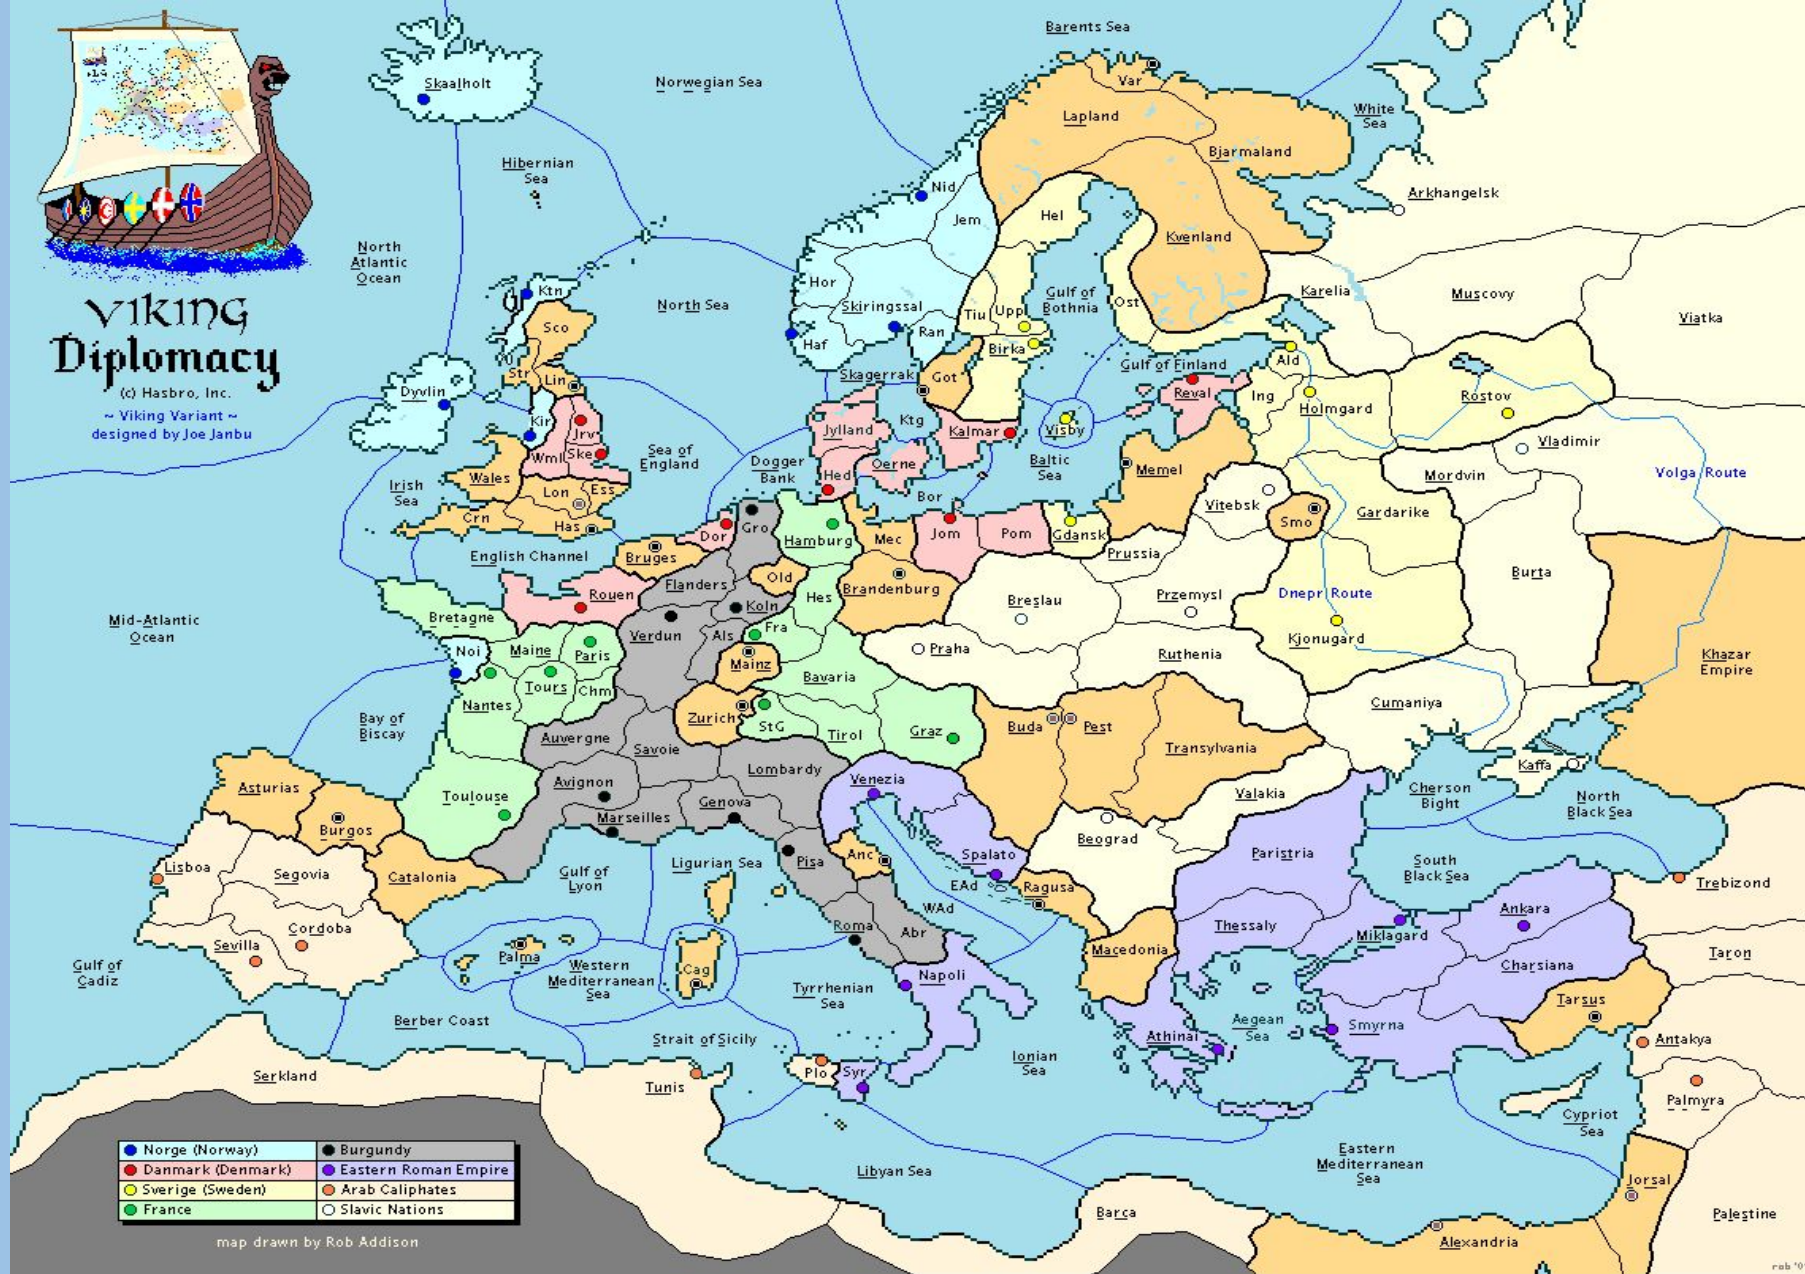 VIKING
Diplomacy
(c) Hasbro, Inc.
~ Viking Variant ~
designed by Joe Janbu
Barents Sea
Skaalholt
Norwegian Sea
Var
Lapland
White
Sea
Bjarmaland
Hibernian
Sea
Arkhangelsk
Nid
Jem
Hel
Kvenland
North
Atlantic
Ocean
Ktn
Hor
Skiringssal
Ran
Haf
North Sea
Tiu
Upp
Birka
Gulf of
Bothnia
Ost
Karelia
Muscovy
Viatka
Sco
Str
Lin
Skagerrak
Got
Gulf of Finland
Ald
Dyvlin
Kir
Jrv
Wml
Ske
Jylland
Ktg
Kalmar
Visby
Reval
Ing
Holmgard
Rostov
Vladimir
Oerne
Hed
Sea of
England
Dogger
Bank
Baltic
Sea
Memel
Mordvin
Volga Route
Wales
Irish
Sea
Lon
Ess
Crn
Has
Bor
Vitebsk
Smo
Gardarike
English Channel
Dor
Gro
Hamburg
Mec
Jom
Pom
Gdansk
Prussia
Bruges
Flanders
Old
Brandenburg
Burta
Rouen
Koln
Hes
Breslau
Przemysl
Dnepr Route
Bretagne
Verdun
Als
Fra
Kjonugard
Mid-Atlantic
Ocean
Noi
Maine
Paris
Mainz
Praha
Ruthenia
Khazar
Empire
Tours
Chm
Bavaria
Nantes
Zurich
StG
Tirol
Graz
Buda
Pest
Cumaniya
Bay of
Biscay
Auvergne
Savoie
Transylvania
Lombardy
Venezia
Kaffa
Asturias
Toulouse
Avignon
Genova
Valakia
Cherson
Bight
North
Black Sea
Burgos
Marseilles
Beograd
Lisboa
Segovia
Catalonia
Gulf of
Lyon
Ligurian Sea
Pisa
Anc
Spalato
Paristria
South
Black Sea
EAd
Ragusa
Trebizond
WAd
Roma
Abr
Thessaly
Miklagard
Ankara
Cordoba
Sevilla
Palma
Cag
Macedonia
Taron
Charsiana
Gulf of
Cadiz
Western
Mediterranean
Sea
Tyrrhenian
Sea
Napoli
Tarsus
Berber Coast
Strait of Sicily
Athinai
Aegean
Sea
Smyrna
Antakya
Ionian
Sea
Serkland
Tunis
Plo
Syr
Palmyra
Cypriot
Sea
Norge (Norway)
Burgundy
Danmark (Denmark)
Eastern Roman Empire
Sverige (Sweden)
Arab Caliphates
France
Slavic Nations
Libyan Sea
Eastern
Mediterranean
Sea
Jorsal
Barca
Palestine
Alexandria
map drawn by Rob Addison